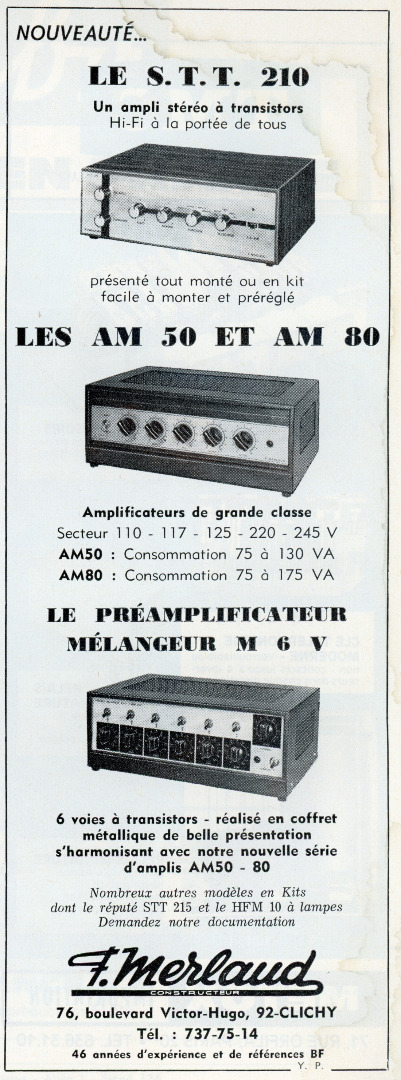 NOUVEAUTÉ...
LE S.T.T. 210
Un ampli stéréo à transistors
Hi-Fi à la portée de tous
présenté tout monté ou en kit
facile à monter et préréglé
LES AM 50 ET AM 80
Amplificateurs de grande classe
Secteur 110 - 117 - 125 - 220 - 245 V
AM50 : Consommation 75 à 130 VA
AM80 : Consommation 75 à 175 VA
LE PRÉAMPLIFICATEUR
MÉLANGEUR M 6 V
6 voies à transistors - réalisé en coffret
métallique de belle présentation
s'harmonisant avec notre nouvelle série
d'amplis AM50 - 80
Nombreux autres modèles en Kits
dont le réputé STT 215 et le HFM 10 à lampes
Demandez notre documentation
F. Merlaud
CONSTRUCTEUR
76, boulevard Victor-Hugo, 92-CLICHY
Tél. : 737-75-14
46 années d'expérience et de références BF
Y. P.